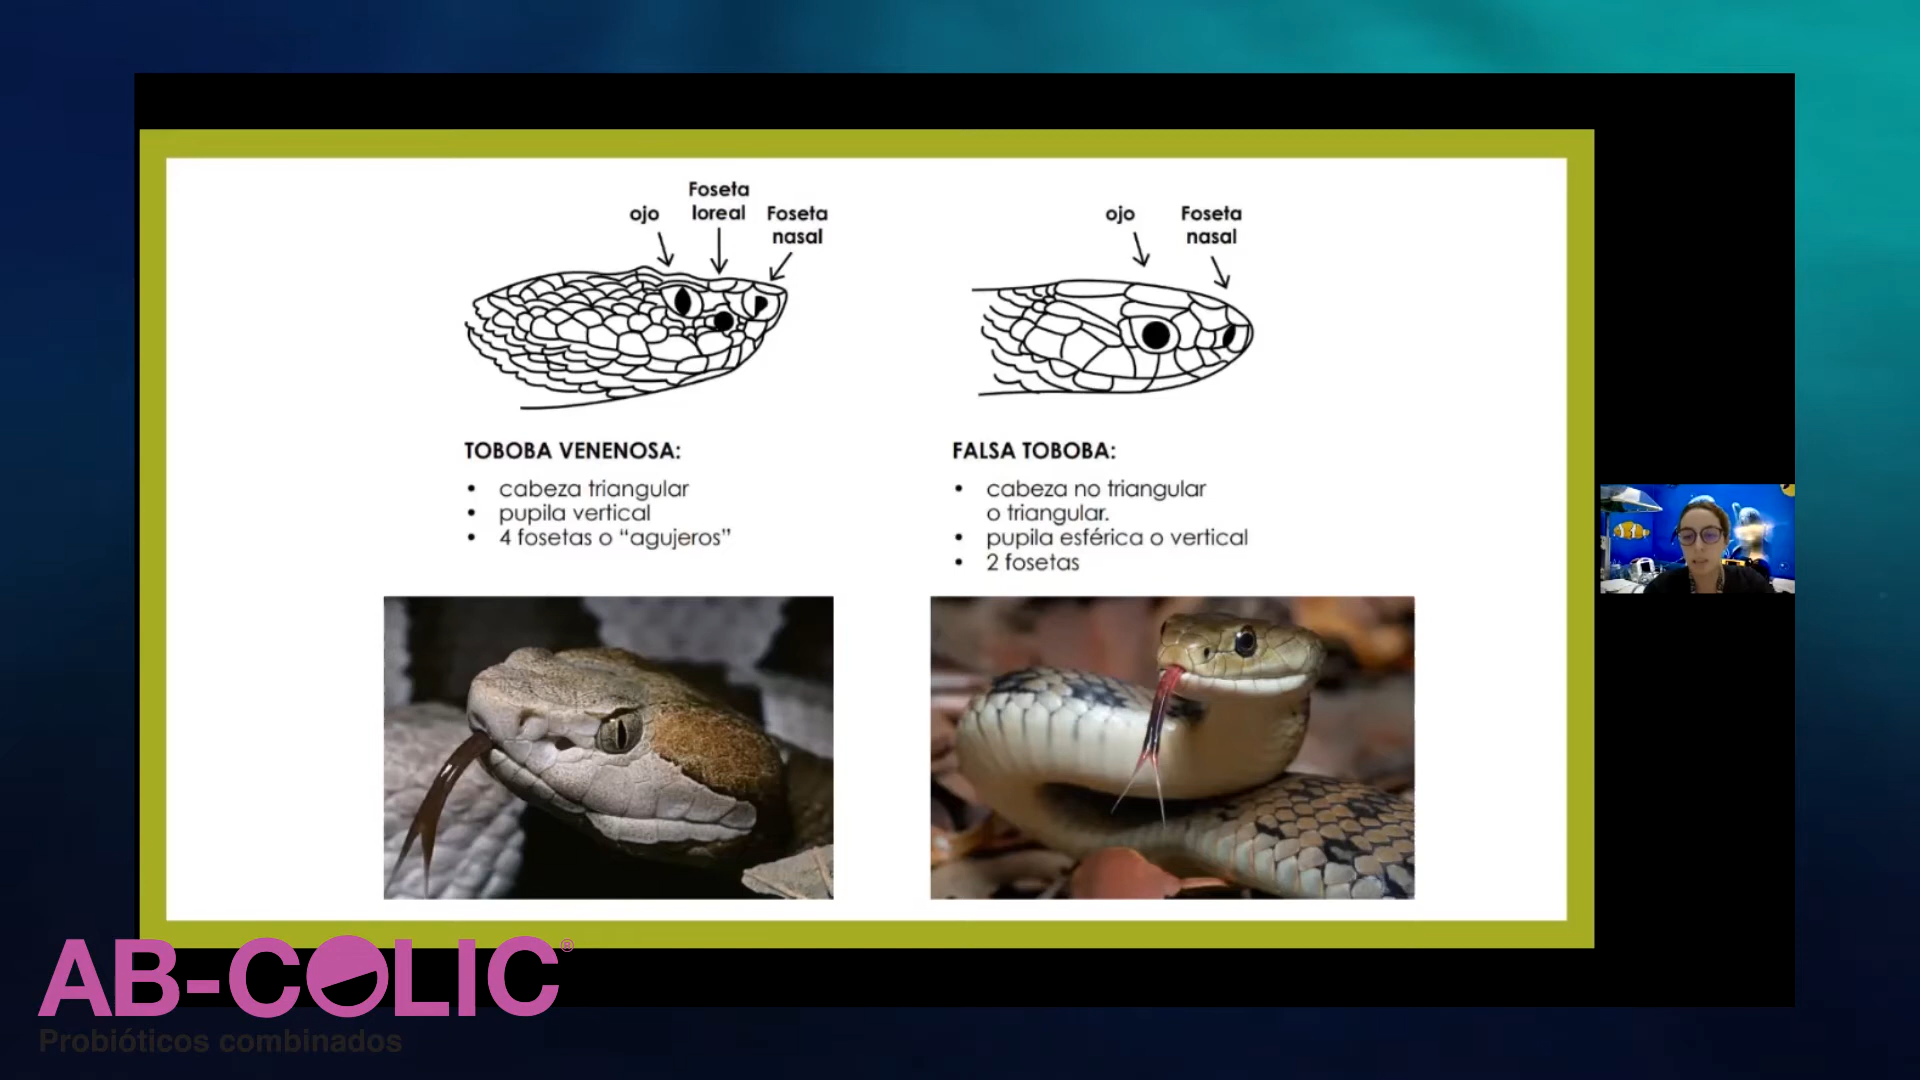 ojo
Foseta
loreal
Foseta
nasal
ojo
Foseta
nasal
TOBOBA VENENOSA:
• cabeza triangular
• pupila vertical
• 4 fosetas o “agujeros”
FALSA TOBOBA:
• cabeza no triangular
o triangular.
• pupila esférica o vertical
• 2 fosetas
AB-COLIC®
Probióticos combinados